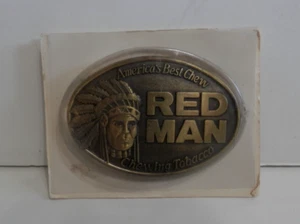 America's Best Chew
RED
MAN
Chewing Tobacco